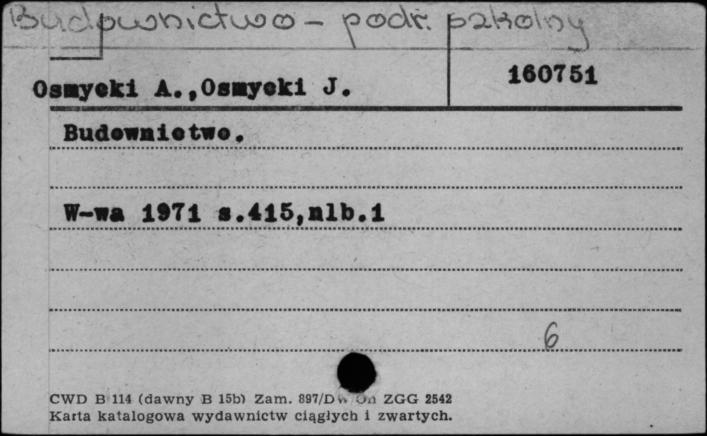 Budownictwo – podr. szkolny
160751
Osmycki A., Osmycki J.
Budownictwo.
W-wa 1971 s.415,nlb.1
6
CWD B 114 (dawny B 15b) Zam. 897/Dw ZGG 2542
Karta katalogowa wydawnictw ciągłych i zwartych.